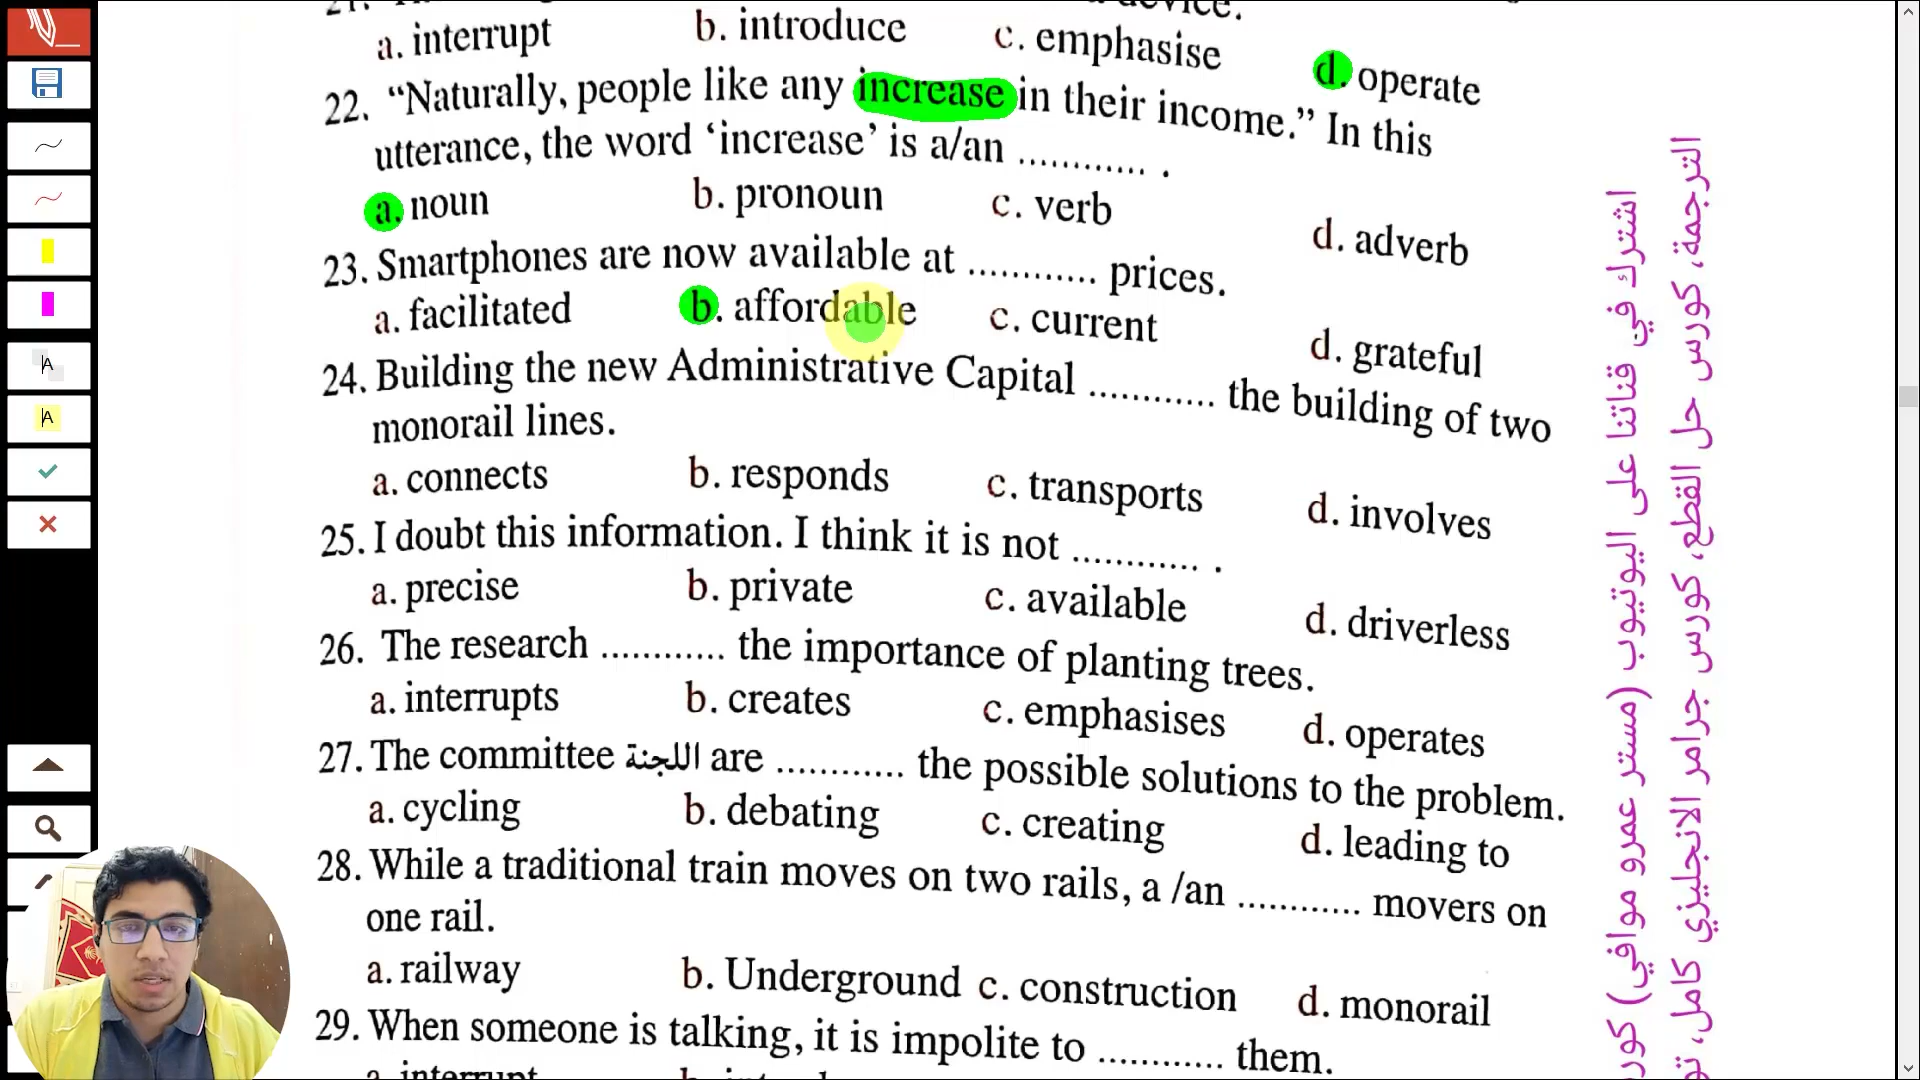 21.
a. interrupt b. introduce c. emphasise d. operate
22. “Naturally, people like any increase in their income.” In this
utterance, the word ‘increase’ is a/an ............ .
a. noun b. pronoun c. verb d. adverb
23. Smartphones are now available at ............ prices.
a. facilitated b. affordable c. current d. grateful
24. Building the new Administrative Capital ............ the building of two
monorail lines.
a. connects b. responds c. transports d. involves
25. I doubt this information. I think it is not ............ .
a. precise b. private c. available d. driverless
26. The research ............ the importance of planting trees.
a. interrupts b. creates c. emphasises d. operates
27. The committee اللجنة are ............ the possible solutions to the problem.
a. cycling b. debating c. creating d. leading to
28. While a traditional train moves on two rails, a /an ............ movers on
one rail.
a. railway b. Underground c. construction d. monorail
29. When someone is talking, it is impolite to ............ them.
a. interrupt
اشترك في قناتنا على اليوتيوب (مستر عمرو موافي)
الترجمة، كورس حل القطع، كورس جرامر الانجليزي كامل،
A
A